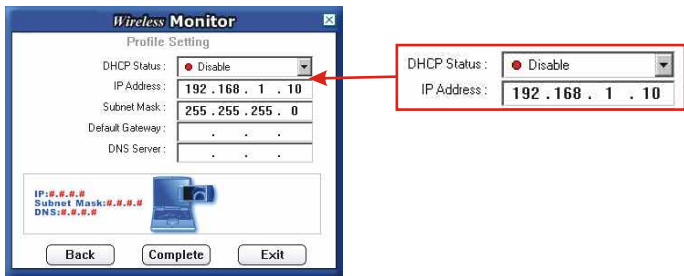 Wireless Monitor
Profile Setting
DHCP Status : Disable
IP Address : 192 . 168 . 1 . 10
Subnet Mask : 255 . 255 . 255 . 0
Default Gateway : . . .
DNS Server : . . .
IP:#.#.#.#
Subnet Mask:#.#.#.#
DNS:#.#.#.#
Back Complete Exit
DHCP Status : Disable
IP Address : 192 . 168 . 1 . 10